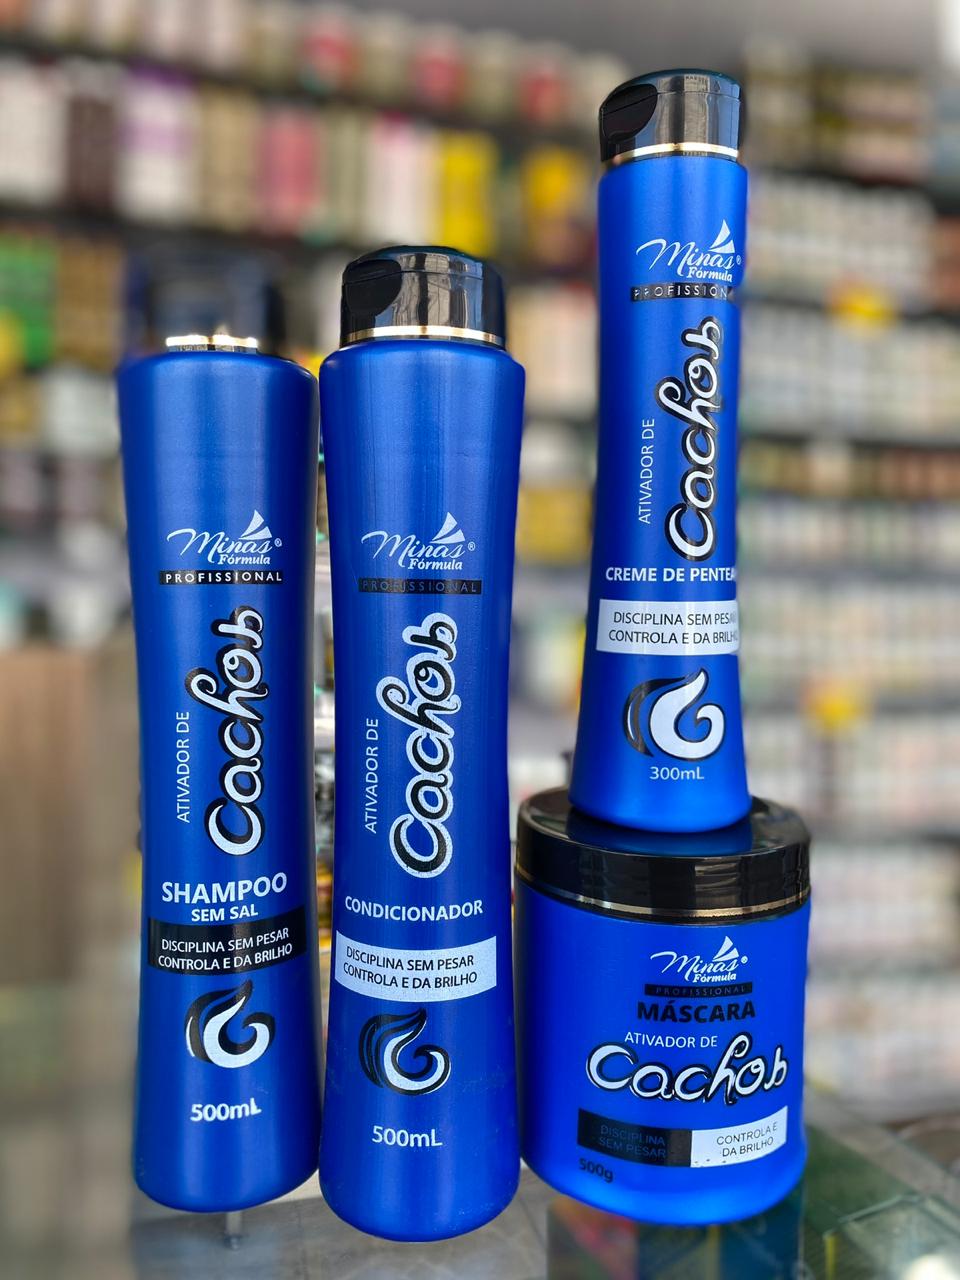 Minas®
Fórmula
PROFISSIONAL
ATIVADOR DE
Cachos
SHAMPOO
SEM SAL
DISCIPLINA SEM PESAR
CONTROLA E DA BRILHO
500mL
Minas®
Fórmula
PROFISSIONAL
ATIVADOR DE
Cachos
CONDICIONADOR
DISCIPLINA SEM PESAR
CONTROLA E DA BRILHO
500mL
Minas®
Fórmula
PROFISSION
ATIVADOR DE
Cachos
CREME DE PENTEA
DISCIPLINA SEM PESA
CONTROLA E DA BRILH
300mL
Minas®
Fórmula
PROFISSIONAL
MÁSCARA
ATIVADOR DE
Cachos
DISCIPLINA
SEM PESAR
CONTROLA E
DA BRILHO
500g